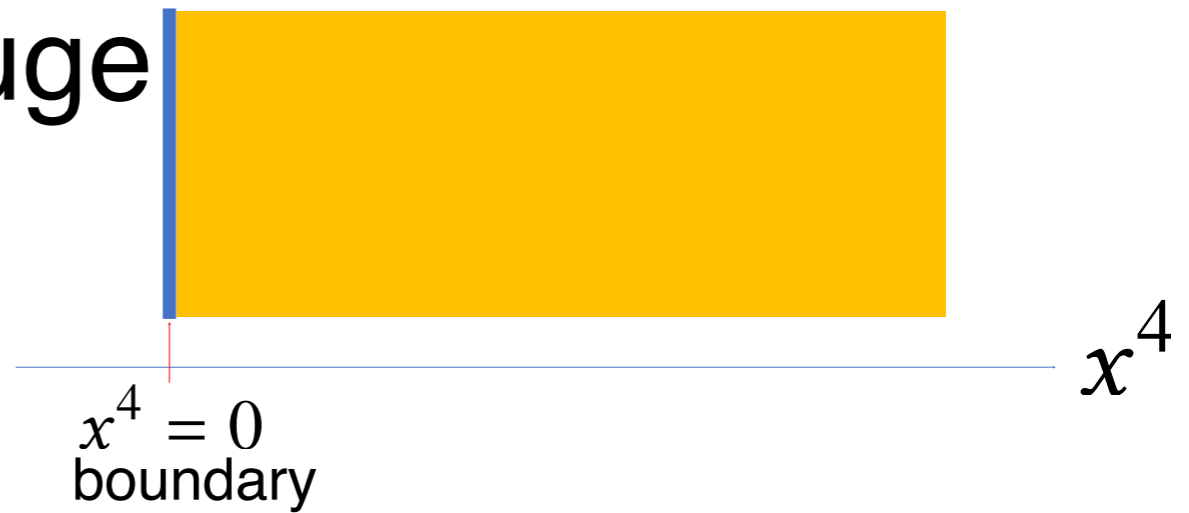 uge
x⁴
x⁴ = 0
boundary